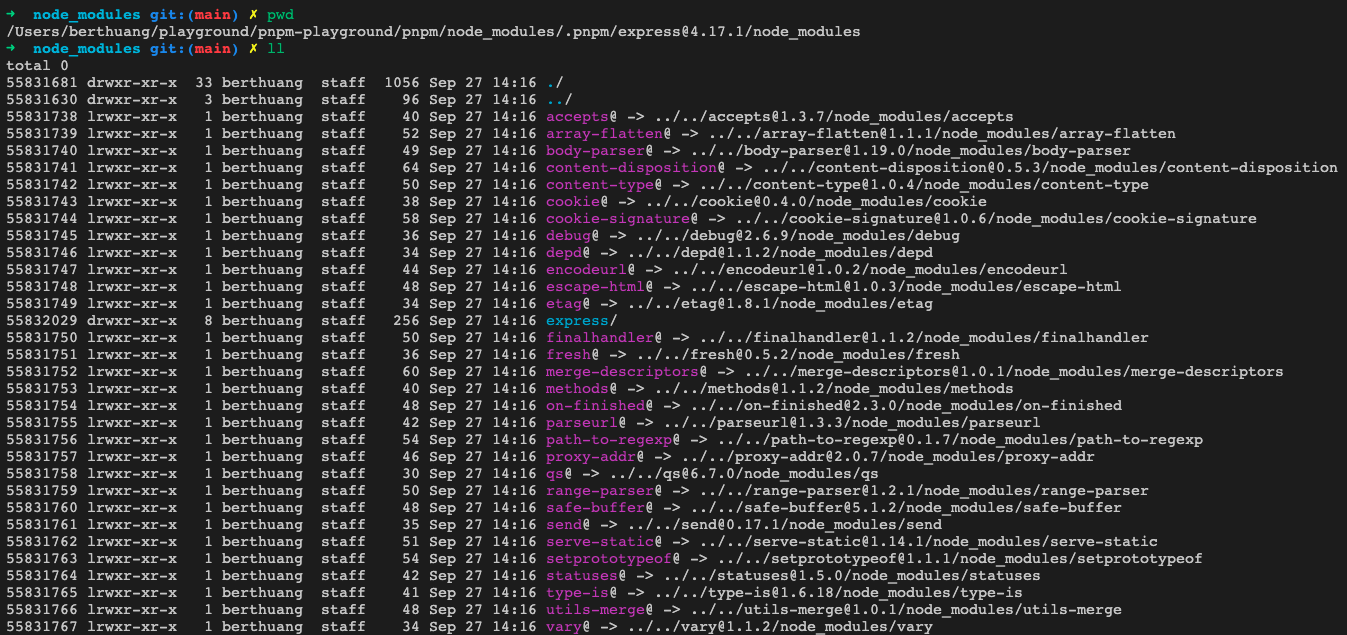 ➜  node_modules git:(main) ✗ pwd
/Users/berthuang/playground/pnpm-playground/pnpm/node_modules/.pnpm/express@4.17.1/node_modules
➜  node_modules git:(main) ✗ ll
total 0
55831681 drwxr-xr-x  33 berthuang  staff  1056 Sep 27 14:16 ./
55831630 drwxr-xr-x   3 berthuang  staff    96 Sep 27 14:16 ../
55831738 lrwxr-xr-x   1 berthuang  staff    40 Sep 27 14:16 accepts@ -> ../../accepts@1.3.7/node_modules/accepts
55831739 lrwxr-xr-x   1 berthuang  staff    52 Sep 27 14:16 array-flatten@ -> ../../array-flatten@1.1.1/node_modules/array-flatten
55831740 lrwxr-xr-x   1 berthuang  staff    49 Sep 27 14:16 body-parser@ -> ../../body-parser@1.19.0/node_modules/body-parser
55831741 lrwxr-xr-x   1 berthuang  staff    64 Sep 27 14:16 content-disposition@ -> ../../content-disposition@0.5.3/node_modules/content-disposition
55831742 lrwxr-xr-x   1 berthuang  staff    50 Sep 27 14:16 content-type@ -> ../../content-type@1.0.4/node_modules/content-type
55831743 lrwxr-xr-x   1 berthuang  staff    38 Sep 27 14:16 cookie@ -> ../../cookie@0.4.0/node_modules/cookie
55831744 lrwxr-xr-x   1 berthuang  staff    58 Sep 27 14:16 cookie-signature@ -> ../../cookie-signature@1.0.6/node_modules/cookie-signature
55831745 lrwxr-xr-x   1 berthuang  staff    36 Sep 27 14:16 debug@ -> ../../debug@2.6.9/node_modules/debug
55831746 lrwxr-xr-x   1 berthuang  staff    34 Sep 27 14:16 depd@ -> ../../depd@1.1.2/node_modules/depd
55831747 lrwxr-xr-x   1 berthuang  staff    44 Sep 27 14:16 encodeurl@ -> ../../encodeurl@1.0.2/node_modules/encodeurl
55831748 lrwxr-xr-x   1 berthuang  staff    48 Sep 27 14:16 escape-html@ -> ../../escape-html@1.0.3/node_modules/escape-html
55831749 lrwxr-xr-x   1 berthuang  staff    34 Sep 27 14:16 etag@ -> ../../etag@1.8.1/node_modules/etag
55832029 drwxr-xr-x   8 berthuang  staff   256 Sep 27 14:16 express/
55831750 lrwxr-xr-x   1 berthuang  staff    50 Sep 27 14:16 finalhandler@ -> ../../finalhandler@1.1.2/node_modules/finalhandler
55831751 lrwxr-xr-x   1 berthuang  staff    36 Sep 27 14:16 fresh@ -> ../../fresh@0.5.2/node_modules/fresh
55831752 lrwxr-xr-x   1 berthuang  staff    60 Sep 27 14:16 merge-descriptors@ -> ../../merge-descriptors@1.0.1/node_modules/merge-descriptors
55831753 lrwxr-xr-x   1 berthuang  staff    40 Sep 27 14:16 methods@ -> ../../methods@1.1.2/node_modules/methods
55831754 lrwxr-xr-x   1 berthuang  staff    48 Sep 27 14:16 on-finished@ -> ../../on-finished@2.3.0/node_modules/on-finished
55831755 lrwxr-xr-x   1 berthuang  staff    42 Sep 27 14:16 parseurl@ -> ../../parseurl@1.3.3/node_modules/parseurl
55831756 lrwxr-xr-x   1 berthuang  staff    54 Sep 27 14:16 path-to-regexp@ -> ../../path-to-regexp@0.1.7/node_modules/path-to-regexp
55831757 lrwxr-xr-x   1 berthuang  staff    46 Sep 27 14:16 proxy-addr@ -> ../../proxy-addr@2.0.7/node_modules/proxy-addr
55831758 lrwxr-xr-x   1 berthuang  staff    30 Sep 27 14:16 qs@ -> ../../qs@6.7.0/node_modules/qs
55831759 lrwxr-xr-x   1 berthuang  staff    50 Sep 27 14:16 range-parser@ -> ../../range-parser@1.2.1/node_modules/range-parser
55831760 lrwxr-xr-x   1 berthuang  staff    48 Sep 27 14:16 safe-buffer@ -> ../../safe-buffer@5.1.2/node_modules/safe-buffer
55831761 lrwxr-xr-x   1 berthuang  staff    35 Sep 27 14:16 send@ -> ../../send@0.17.1/node_modules/send
55831762 lrwxr-xr-x   1 berthuang  staff    51 Sep 27 14:16 serve-static@ -> ../../serve-static@1.14.1/node_modules/serve-static
55831763 lrwxr-xr-x   1 berthuang  staff    54 Sep 27 14:16 setprototypeof@ -> ../../setprototypeof@1.1.1/node_modules/setprototypeof
55831764 lrwxr-xr-x   1 berthuang  staff    42 Sep 27 14:16 statuses@ -> ../../statuses@1.5.0/node_modules/statuses
55831765 lrwxr-xr-x   1 berthuang  staff    41 Sep 27 14:16 type-is@ -> ../../type-is@1.6.18/node_modules/type-is
55831766 lrwxr-xr-x   1 berthuang  staff    48 Sep 27 14:16 utils-merge@ -> ../../utils-merge@1.0.1/node_modules/utils-merge
55831767 lrwxr-xr-x   1 berthuang  staff    34 Sep 27 14:16 vary@ -> ../../vary@1.1.2/node_modules/vary